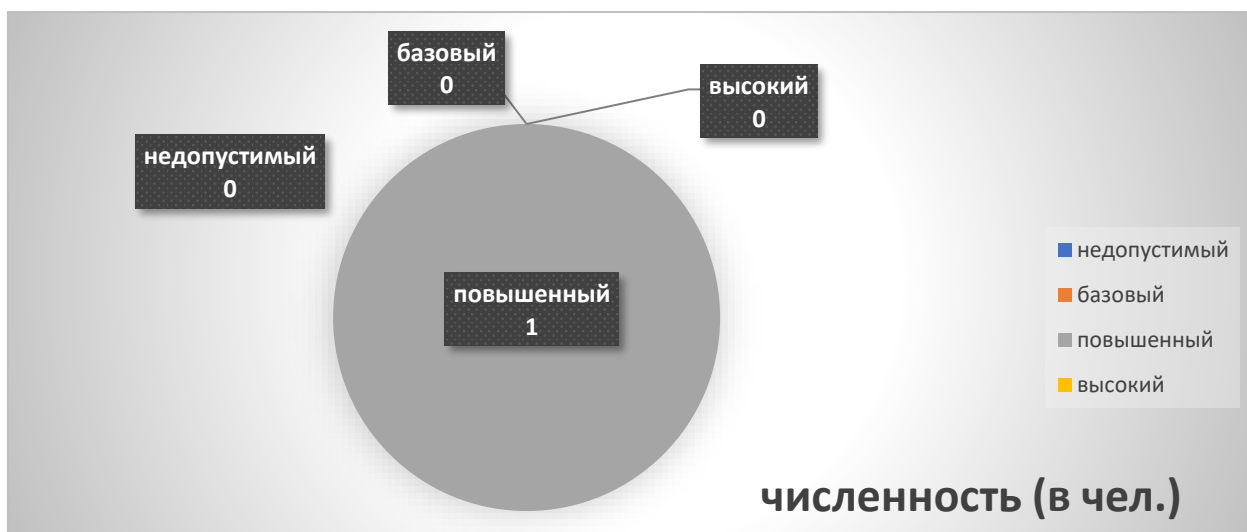 базовый
0
высокий
0
недопустимый
0
повышенный
1
недопустимый
базовый
повышенный
высокий
численность (в чел.)